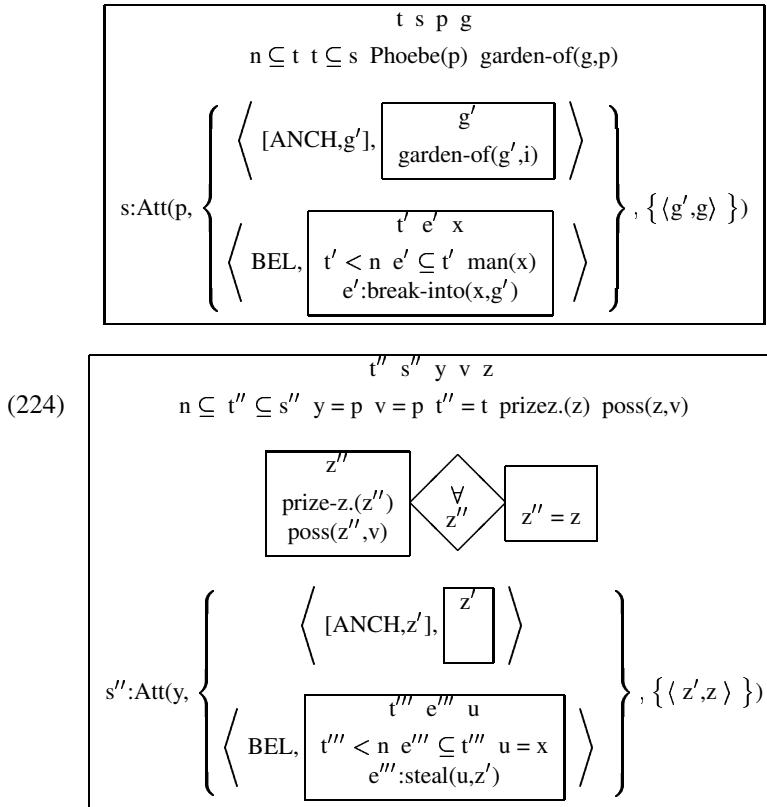 t s p g
n ⊆ t t ⊆ s Phoebe(p) garden-of(g,p)
g′
[ANCH,g′],
garden-of(g′,i)
s:Att(p,
, {⟨g′,g⟩ })
t′ e′ x
BEL,
t′ < n e′ ⊆ t′ man(x)
e′:break-into(x,g′)
t′′ s′′ y v z
(224)
n ⊆ t′′ ⊆ s′′ y = p v = p t′′ = t prizez.(z) poss(z,v)
z′′
prize-z.(z′′)
poss(z′′,v)
∀
z′′
z′′ = z
z′
[ANCH,z′],
s′′:Att(y,
, {⟨ z′,z ⟩ })
t′′′ e′′′ u
BEL,
t′′′ < n e′′′ ⊆ t′′′ u = x
e′′′:steal(u,z′)